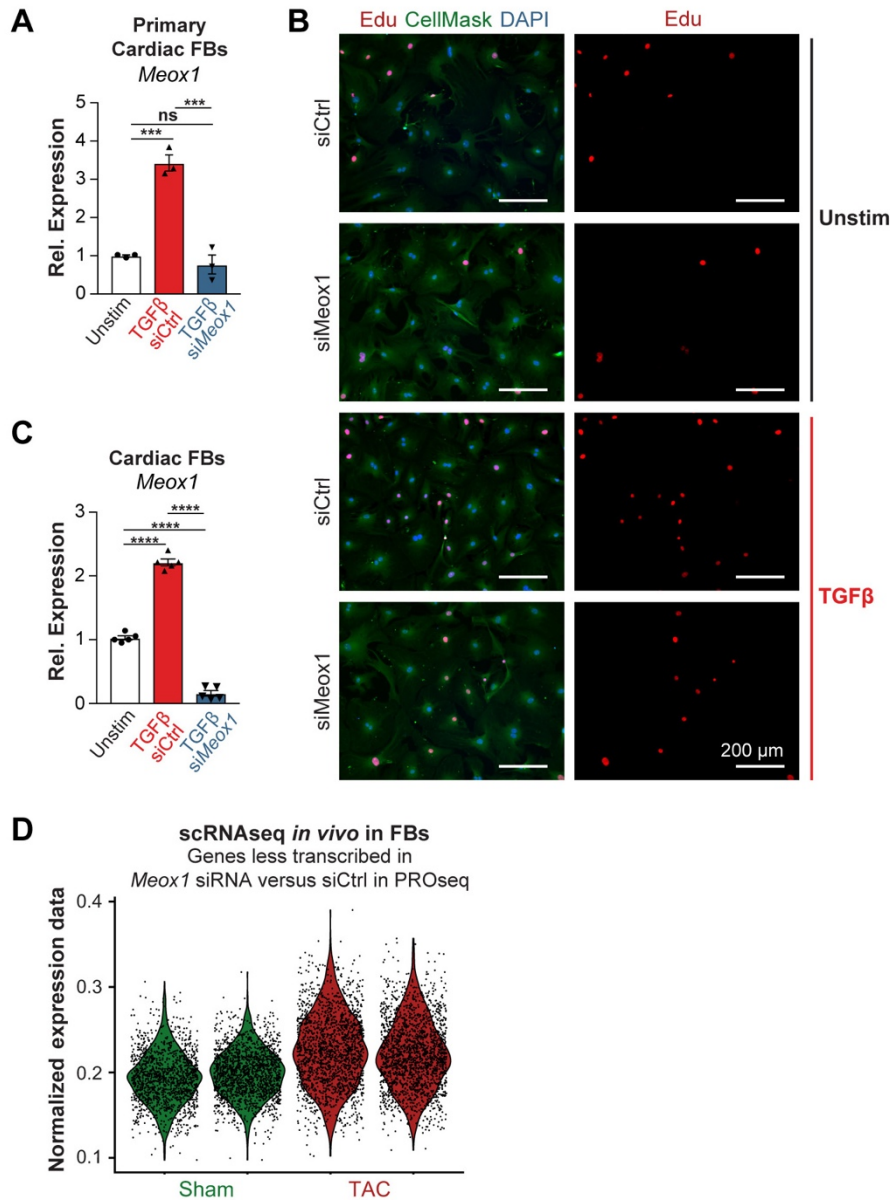 A
Primary
Cardiac FBs
Meox1
Rel. Expression
5
4
3
2
1
0
***
ns
***
Unstim
TGFβ
siCtrl
TGFβ
siMeox1
B
Edu CellMask DAPI
Edu
siCtrl
siMeox1
Unstim
siCtrl
siMeox1
TGFβ
200 µm
C
Cardiac FBs
Meox1
Rel. Expression
3
2
1
0
****
****
****
Unstim
TGFβ
siCtrl
TGFβ
siMeox1
D
scRNAseq in vivo in FBs
Genes less transcribed in
Meox1 siRNA versus siCtrl in PROseq
Normalized expression data
0.4
0.3
0.2
0.1
Sham
TAC